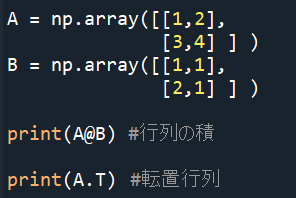 A = np.array([[1,2],
[3,4] ] )
B = np.array([[1,1],
[2,1] ] )
print(A@B) #行列の積
print(A.T) #転置行列